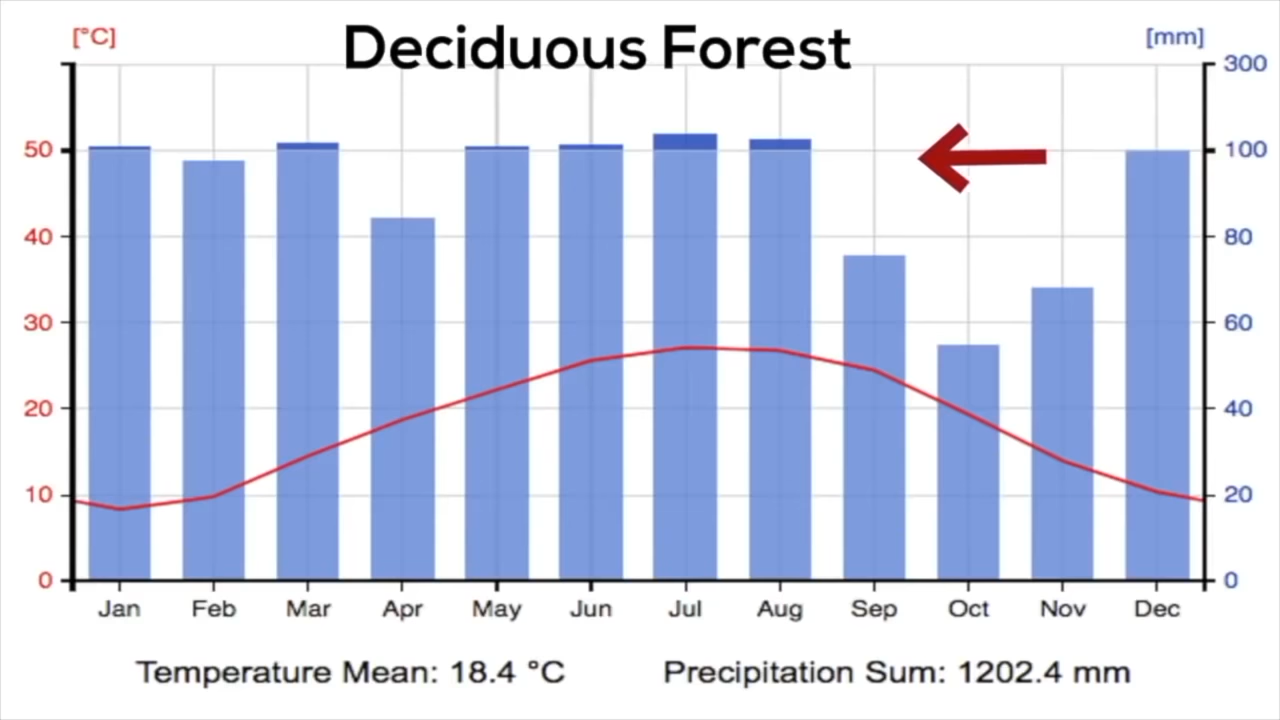 [°C]
Deciduous Forest
[mm]
300
50
100
40
80
30
60
20
40
10
20
0
0
Jan Feb Mar Apr May Jun Jul Aug Sep Oct Nov Dec
Temperature Mean: 18.4 °C Precipitation Sum: 1202.4 mm